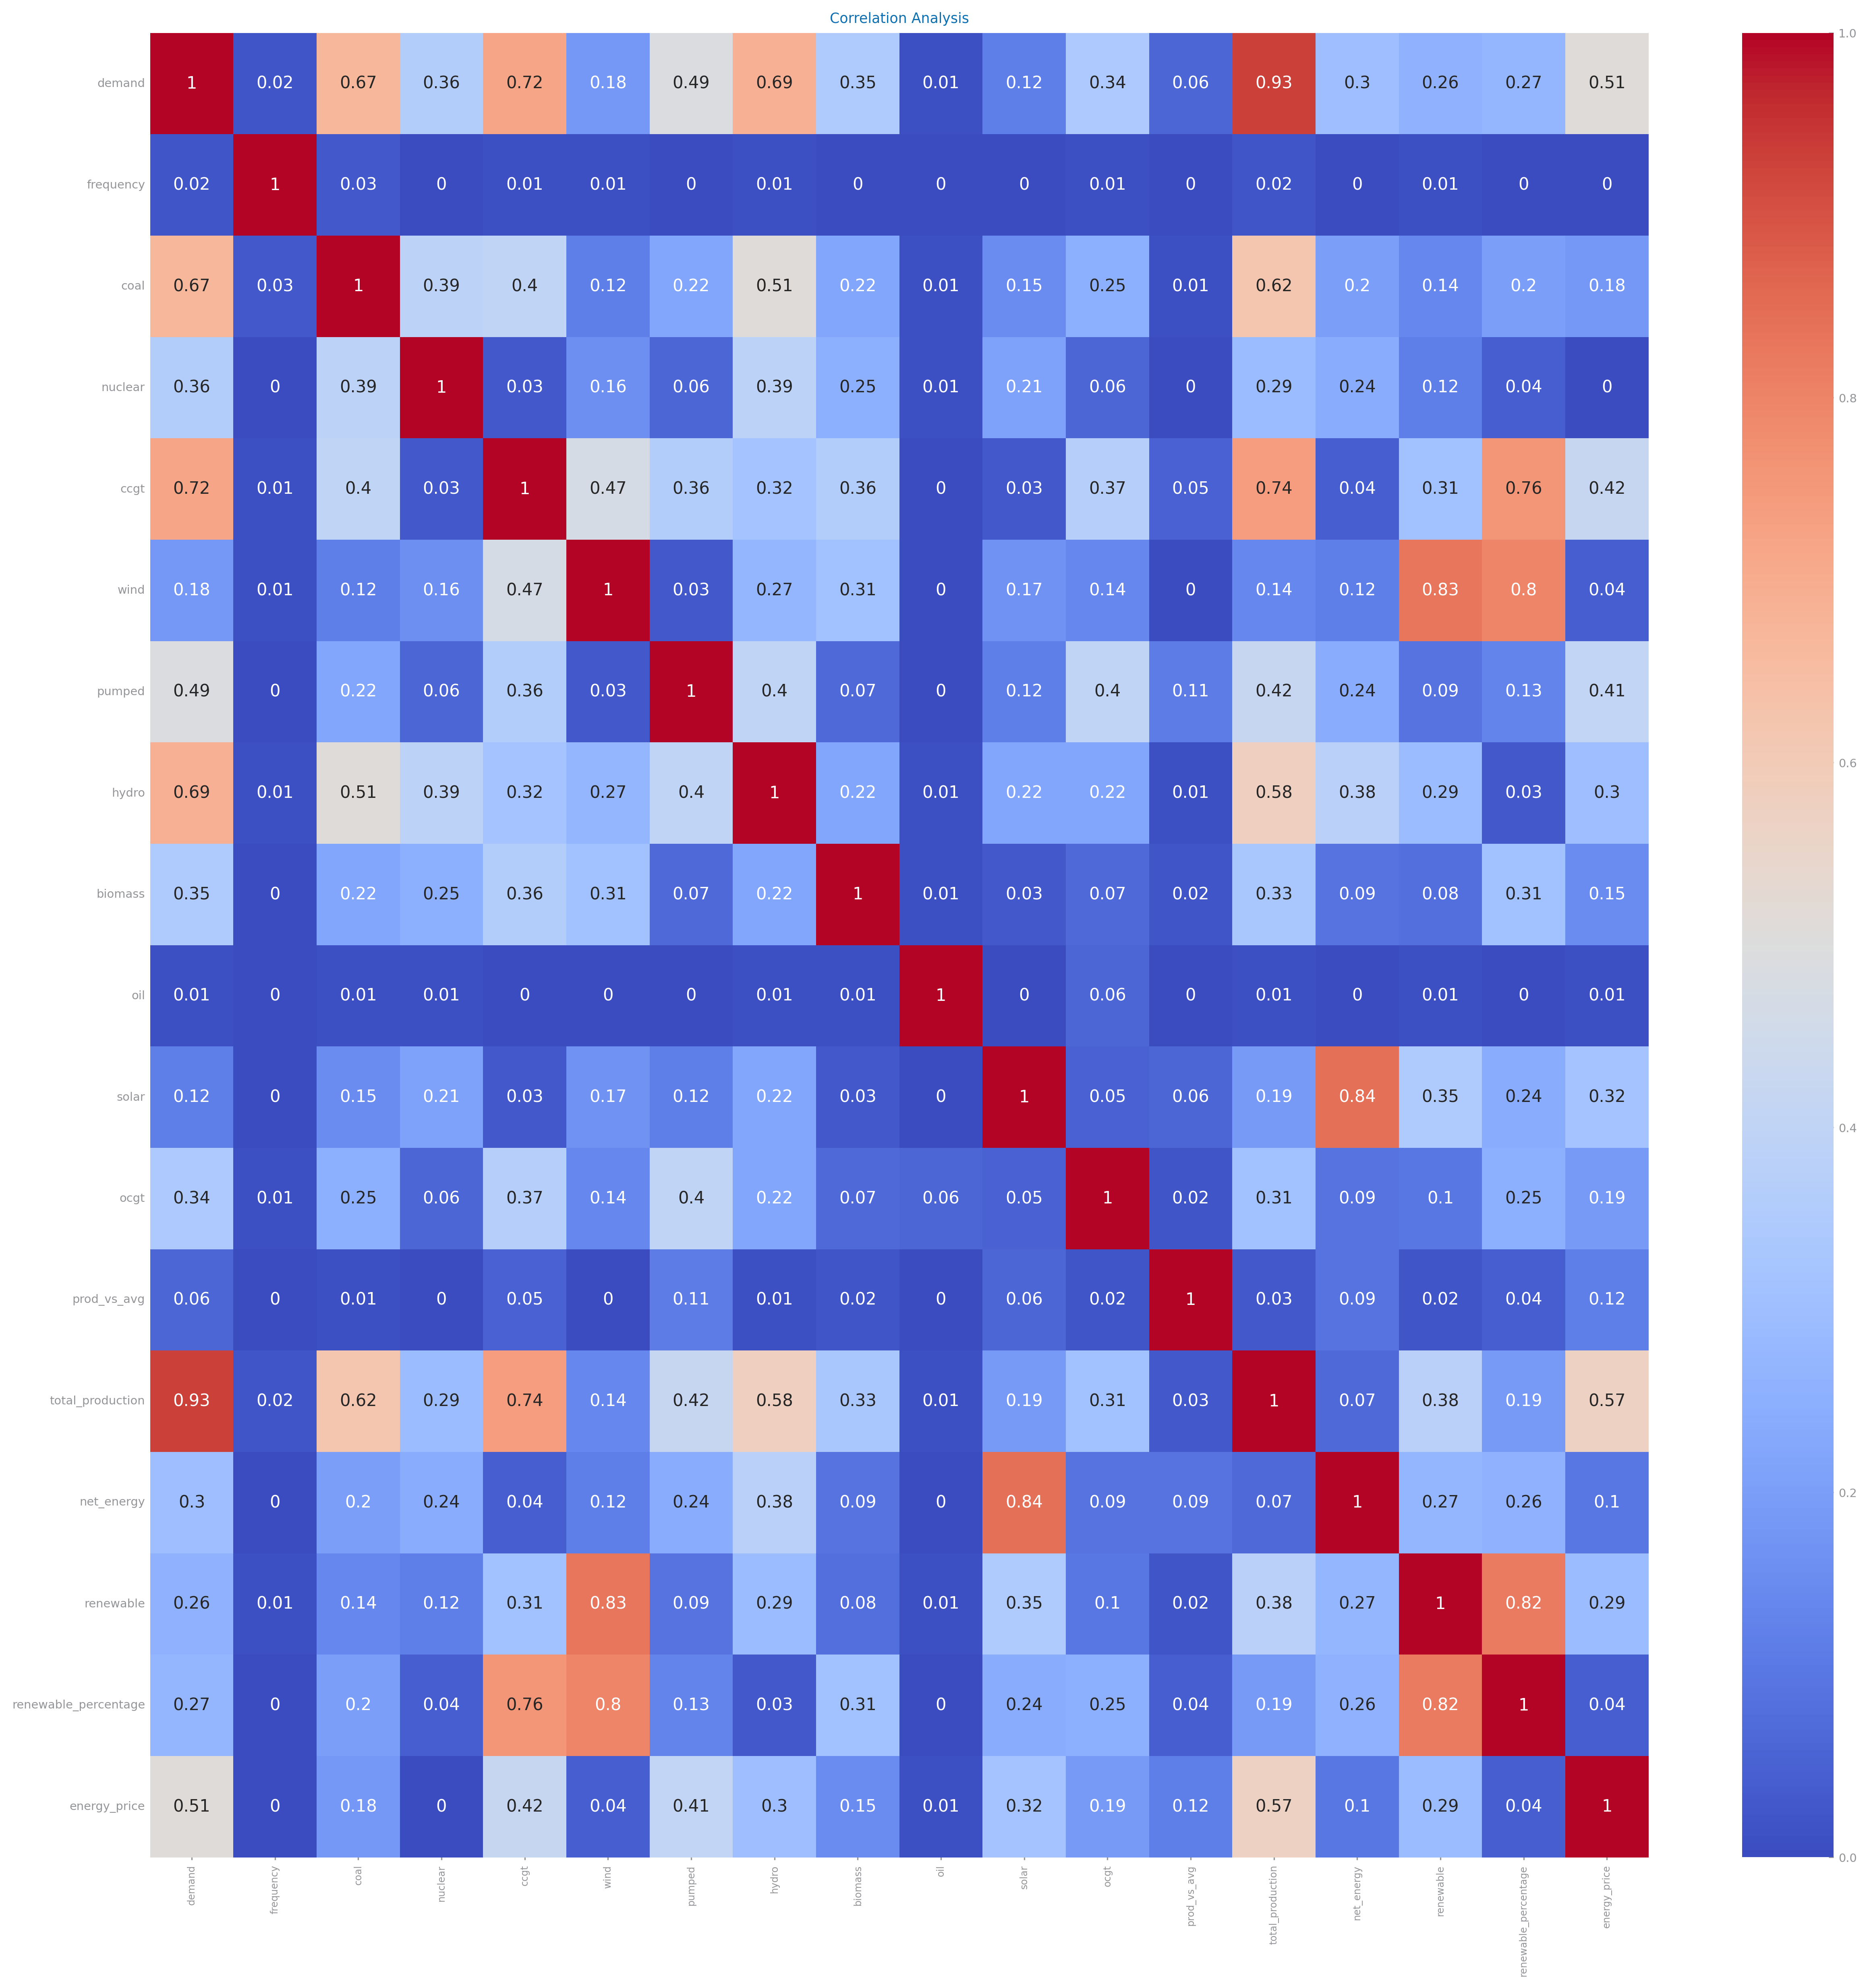 Correlation Analysis
demand 1 0.02 0.67 0.36 0.72 0.18 0.49 0.69 0.35 0.01 0.12 0.34 0.06 0.93 0.3 0.26 0.27 0.51
frequency 0.02 1 0.03 0 0.01 0.01 0 0.01 0 0 0 0.01 0 0.02 0 0.01 0 0
coal 0.67 0.03 1 0.39 0.4 0.12 0.22 0.51 0.22 0.01 0.15 0.25 0.01 0.62 0.2 0.14 0.2 0.18
nuclear 0.36 0 0.39 1 0.03 0.16 0.06 0.39 0.25 0.01 0.21 0.06 0 0.29 0.24 0.12 0.04 0
ccgt 0.72 0.01 0.4 0.03 1 0.47 0.36 0.32 0.36 0 0.03 0.37 0.05 0.74 0.04 0.31 0.76 0.42
wind 0.18 0.01 0.12 0.16 0.47 1 0.03 0.27 0.31 0 0.17 0.14 0 0.14 0.12 0.83 0.8 0.04
pumped 0.49 0 0.22 0.06 0.36 0.03 1 0.4 0.07 0 0.12 0.4 0.11 0.42 0.24 0.09 0.13 0.41
hydro 0.69 0.01 0.51 0.39 0.32 0.27 0.4 1 0.22 0.01 0.22 0.22 0.01 0.58 0.38 0.29 0.03 0.3
biomass 0.35 0 0.22 0.25 0.36 0.31 0.07 0.22 1 0.01 0.03 0.07 0.02 0.33 0.09 0.08 0.31 0.15
oil 0.01 0 0.01 0.01 0 0 0 0.01 0.01 1 0 0.06 0 0.01 0 0.01 0 0.01
solar 0.12 0 0.15 0.21 0.03 0.17 0.12 0.22 0.03 0 1 0.05 0.06 0.19 0.84 0.35 0.24 0.32
ocgt 0.34 0.01 0.25 0.06 0.37 0.14 0.4 0.22 0.07 0.06 0.05 1 0.02 0.31 0.09 0.1 0.25 0.19
prod_vs_avg 0.06 0 0.01 0 0.05 0 0.11 0.01 0.02 0 0.06 0.02 1 0.03 0.09 0.02 0.04 0.12
total_production 0.93 0.02 0.62 0.29 0.74 0.14 0.42 0.58 0.33 0.01 0.19 0.31 0.03 1 0.07 0.38 0.19 0.57
net_energy 0.3 0 0.2 0.24 0.04 0.12 0.24 0.38 0.09 0 0.84 0.09 0.09 0.07 1 0.27 0.26 0.1
renewable 0.26 0.01 0.14 0.12 0.31 0.83 0.09 0.29 0.08 0.01 0.35 0.1 0.02 0.38 0.27 1 0.82 0.29
renewable_percentage 0.27 0 0.2 0.04 0.76 0.8 0.13 0.03 0.31 0 0.24 0.25 0.04 0.19 0.26 0.82 1 0.04
energy_price 0.51 0 0.18 0 0.42 0.04 0.41 0.3 0.15 0.01 0.32 0.19 0.12 0.57 0.1 0.29 0.04 1
demand frequency coal nuclear ccgt wind pumped hydro biomass oil solar ocgt prod_vs_avg total_production net_energy renewable renewable_percentage energy_price
1.0
0.8
0.6
0.4
0.2
0.0